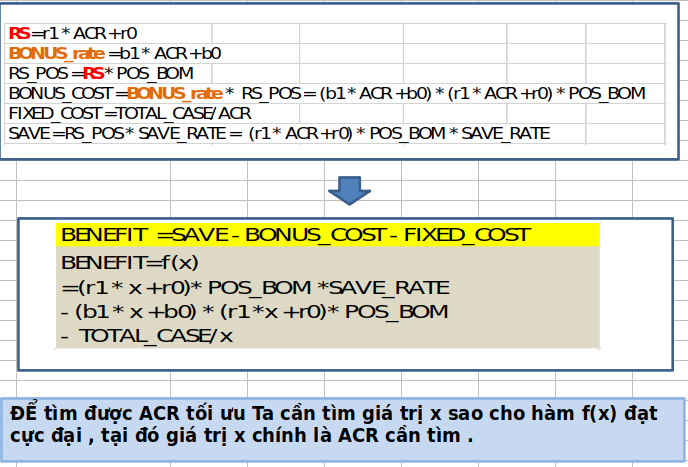 RS=r1* ACR+r0
BONUS_rate =b1* ACR+b0
RS_POS =RS* POS_BOM
BONUS_COST=BONUS_rate* RS_POS= (b1* ACR+b0) * (r1* ACR+r0) * POS_BOM
FIXED_COST=TOTAL_CASE/ACR
SAVE=RS_POS* SAVE_RATE= (r1* ACR+r0) * POS_BOM * SAVE_RATE
BENEFIT =SAVE- BONUS_COST- FIXED_COST
BENEFIT=f(x)
=(r1* x+r0)* POS_BOM *SAVE_RATE
- (b1* x+b0) * (r1*x+r0)* POS_BOM
- TOTAL_CASE/x
ĐỂ tìm được ACR tối ưu Ta cần tìm giá trị x sao cho hàm f(x) đạt
cực đại , tại đó giá trị x chính là ACR cần tìm .